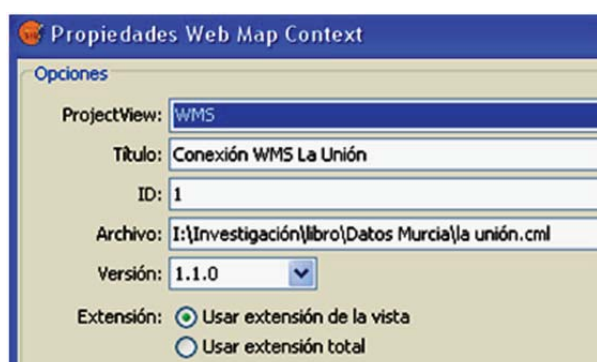 Propiedades Web Map Context
Opciones
ProjectView: WMS
Título: Conexión WMS La Unión
ID: 1
Archivo: I:\Investigación\libro\Datos Murcia\la unión.cml
Versión: 1.1.0
Extensión: Usar extensión de la vista
Usar extensión total